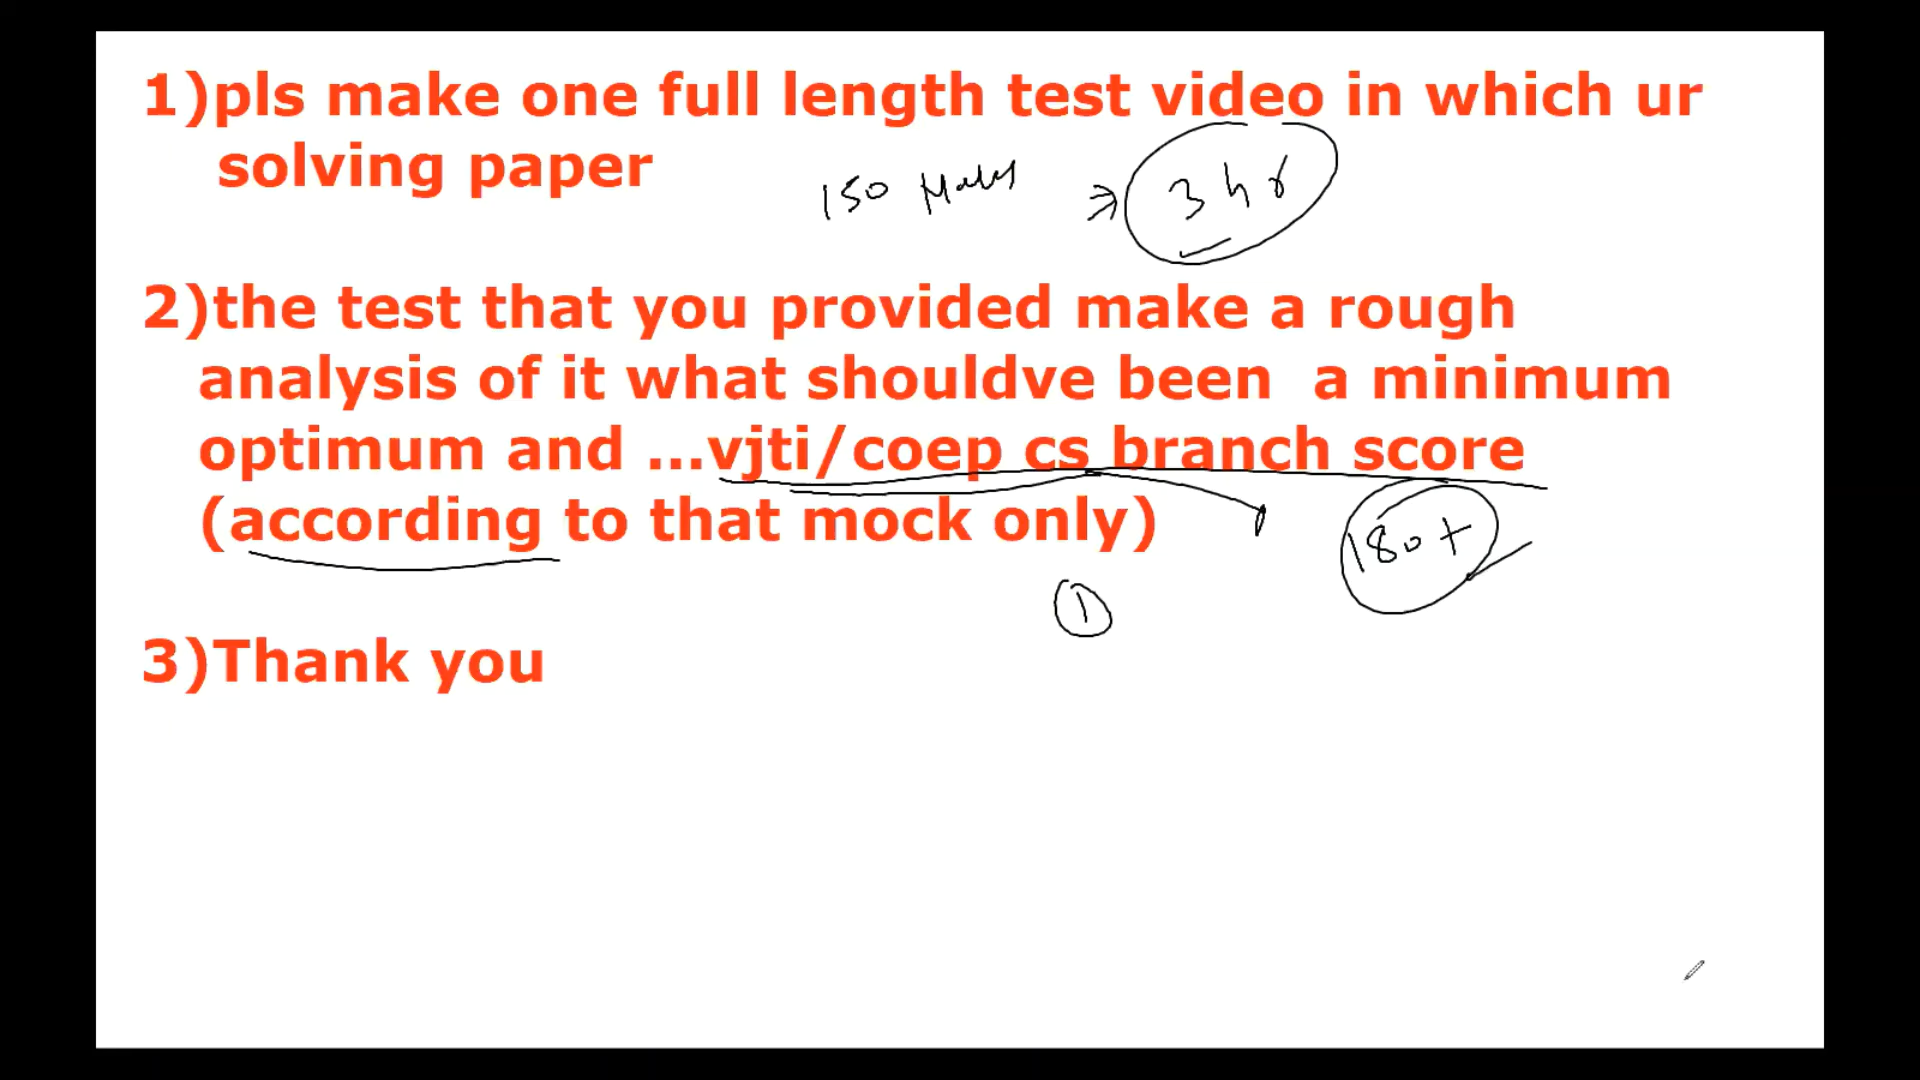 1)pls make one full length test video in which ur
solving paper
150 Marks ⇒ 3 hr
2)the test that you provided make a rough
analysis of it what shouldve been a minimum
optimum and ...vjti/coep cs branch score
(according to that mock only)
180+
1
3)Thank you